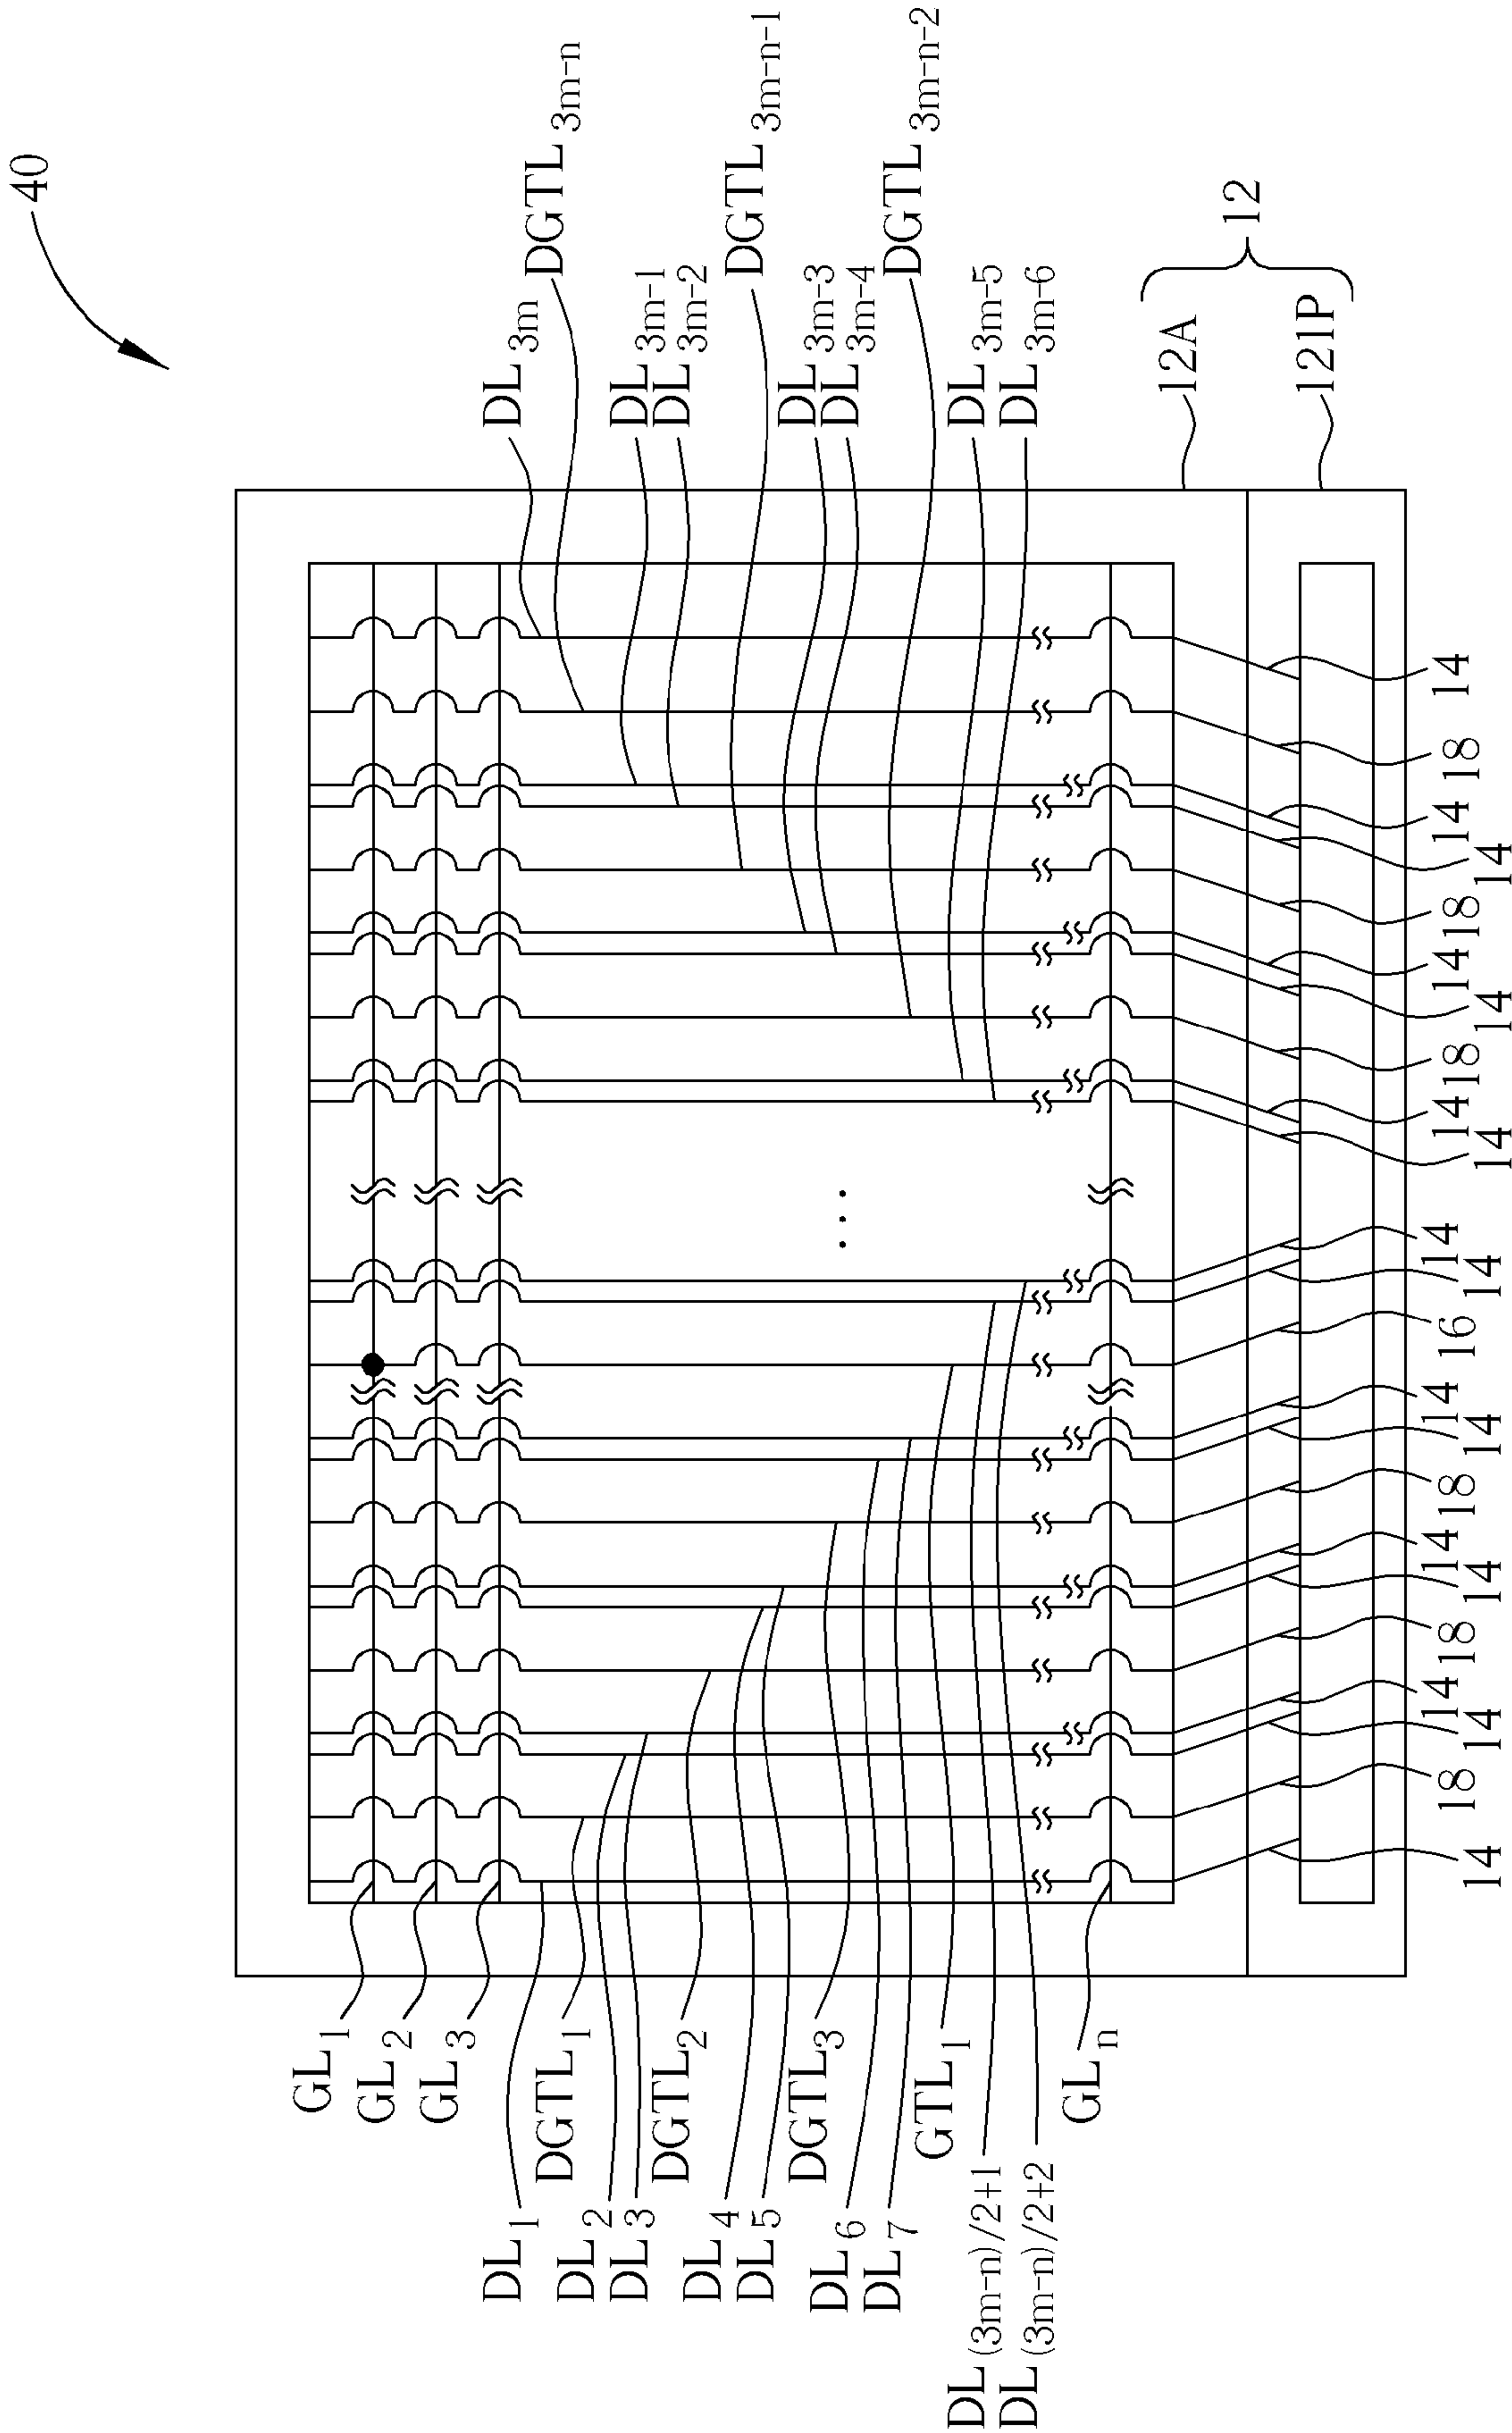 40
DL3m
DGTL3m-n
DL3m-1
DL3m-2
DGTL3m-n-1
DL3m-3
DL3m-4
DGTL3m-n-2
DL3m-5
DL3m-6
12A
121P
12
GL1
GL2
GL3
DL1
DGTL1
DL2
DL3
DGTL2
DL4
DL5
DGTL3
DL6
DL7
GTL1
DL(3m-n)/2+1
DL(3m-n)/2+2
GLn
14
18
14
14
18
14
14
18
14
14
16
14
14
18
14
14
18
14
14
18
14
14
18
14
14